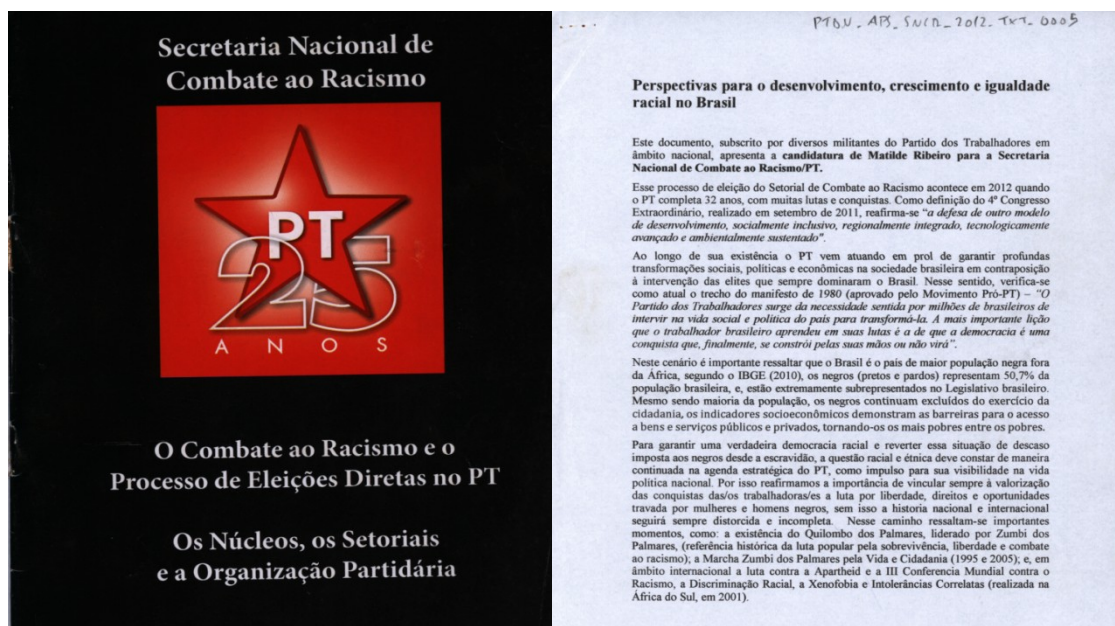 Secretaria Nacional de
Combate ao Racismo
PT
25
ANOS
O Combate ao Racismo e o
Processo de Eleições Diretas no PT
Os Núcleos, os Setoriais
e a Organização Partidária
PTDN_APS_SNCR_2012_TXT_0005
Perspectivas para o desenvolvimento, crescimento e igualdade
racial no Brasil
Este documento, subscrito por diversos militantes do Partido dos Trabalhadores em
âmbito nacional, apresenta a candidatura de Matilde Ribeiro para a Secretaria
Nacional de Combate ao Racismo/PT.
Esse processo de eleição do Setorial de Combate ao Racismo acontece em 2012 quando
o PT completa 32 anos, com muitas lutas e conquistas. Como definição do 4º Congresso
Extraordinário, realizado em setembro de 2011, reafirma-se “a defesa de outro modelo
de desenvolvimento, socialmente inclusivo, regionalmente integrado, tecnologicamente
avançado e ambientalmente sustentado”.
Ao longo de sua existência o PT vem atuando em prol de garantir profundas
transformações sociais, políticas e econômicas na sociedade brasileira em contraposição
à intervenção das elites que sempre dominaram o Brasil. Nesse sentido, verifica-se
como atual o trecho do manifesto de 1980 (aprovado pelo Movimento Pró-PT) – "O
Partido dos Trabalhadores surge da necessidade sentida por milhões de brasileiros de
intervir na vida social e política do país para transformá-la. A mais importante lição
que o trabalhador brasileiro aprendeu em suas lutas é a de que a democracia é uma
conquista que, finalmente, se constrói pelas suas mãos ou não virá”.
Neste cenário é importante ressaltar que o Brasil é o país de maior população negra fora
da África, segundo o IBGE (2010), os negros (pretos e pardos) representam 50,7% da
população brasileira, e, estão extremamente subrepresentados no Legislativo brasileiro.
Mesmo sendo maioria da população, os negros continuam excluídos do exercício da
cidadania, os indicadores socioeconômicos demonstram as barreiras para o acesso
a bens e serviços públicos e privados, tornando-os os mais pobres entre os pobres.
Para garantir uma verdadeira democracia racial e reverter essa situação de descaso
imposta aos negros desde a escravidão, a questão racial e étnica deve constar de maneira
continuada na agenda estratégica do PT, como impulso para sua visibilidade na vida
política nacional. Por isso reafirmamos a importância de vincular sempre à valorização
das conquistas das/os trabalhadoras/es a luta por liberdade, direitos e oportunidades
travada por mulheres e homens negros, sem isso a historia nacional e internacional
seguirá sempre distorcida e incompleta. Nesse caminho ressaltam-se importantes
momentos, como: a existência do Quilombo dos Palmares, liderado por Zumbi dos
Palmares, (referência histórica da luta popular pela sobrevivência, liberdade e combate
ao racismo); a Marcha Zumbi dos Palmares pela Vida e Cidadania (1995 e 2005); e, em
âmbito internacional a luta contra a Apartheid e a III Conferencia Mundial contra o
Racismo, a Discriminação Racial, a Xenofobia e Intolerâncias Correlatas (realizada na
África do Sul, em 2001).